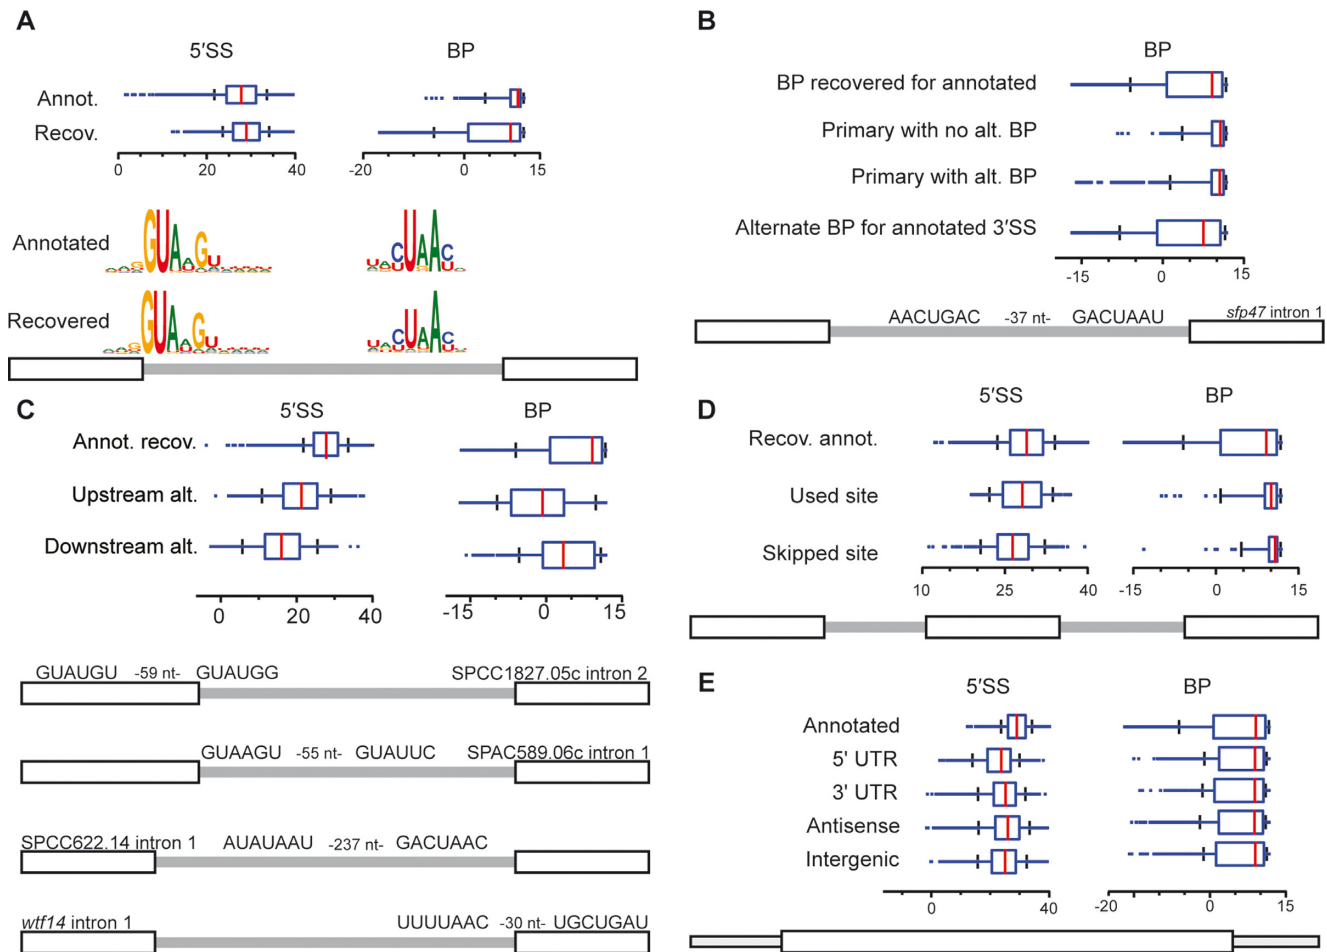 A
5′SS BP
Annot.
Recov.
0 20 40 -20 0 15
Annotated
Recovered
B
BP
BP recovered for annotated
Primary with no alt. BP
Primary with alt. BP
Alternate BP for annotated 3′SS
-15 0 15
AACUGAC -37 nt- GACUAAU sfp47 intron 1
C
5′SS BP
Annot. recov.
Upstream alt.
Downstream alt.
0 20 40 -15 0 15
GUAUGU -59 nt- GUAUGG SPCC1827.05c intron 2
GUAAGU -55 nt- GUAUUC SPAC589.06c intron 1
SPCC622.14 intron 1 AUAUAAU -237 nt- GACUAAC
wtf14 intron 1 UUUUAAC -30 nt- UGCUGAU
D
5′SS BP
Recov. annot.
Used site
Skipped site
10 25 40 -15 0 15
E
5′SS BP
Annotated
5' UTR
3' UTR
Antisense
Intergenic
0 40 -20 0 15